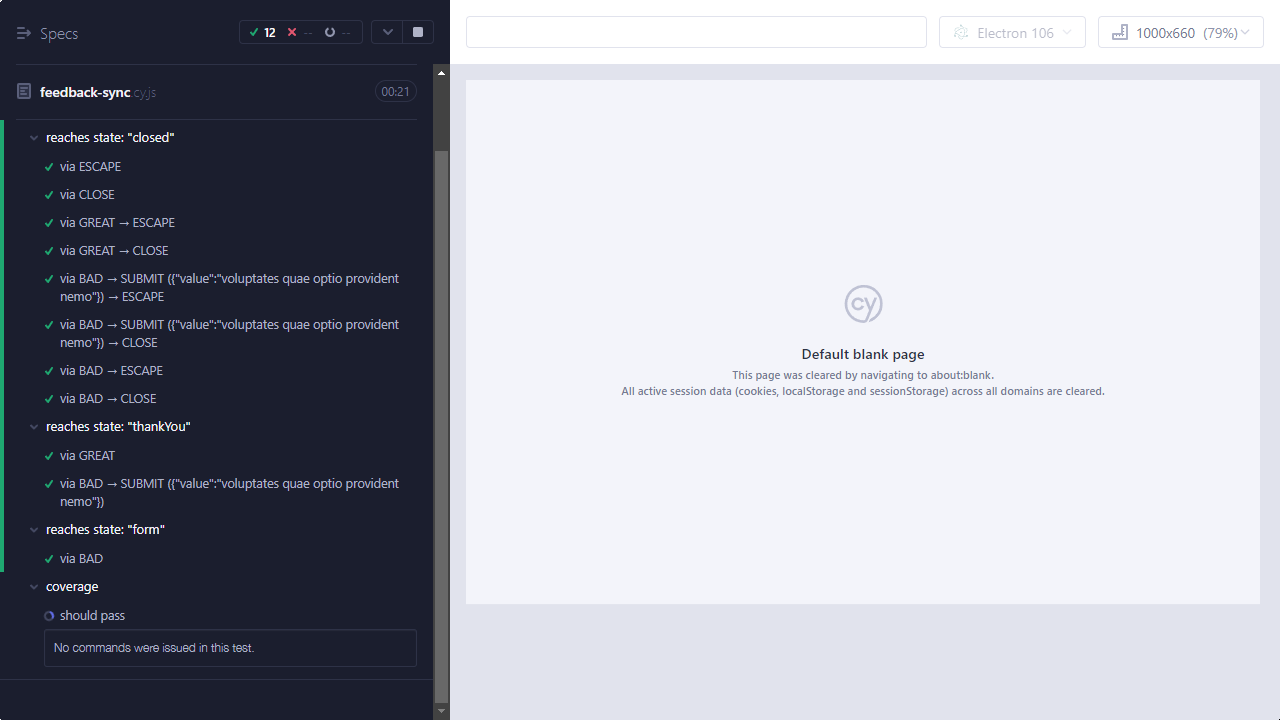 Specs
12
--
--
feedback-sync.cy.js
00:21
reaches state: "closed"
via ESCAPE
via CLOSE
via GREAT → ESCAPE
via GREAT → CLOSE
via BAD → SUBMIT ({"value":"voluptates quae optio provident
nemo"}) → ESCAPE
via BAD → SUBMIT ({"value":"voluptates quae optio provident
nemo"}) → CLOSE
via BAD → ESCAPE
via BAD → CLOSE
reaches state: "thankYou"
via GREAT
via BAD → SUBMIT ({"value":"voluptates quae optio provident
nemo"})
reaches state: "form"
via BAD
coverage
should pass
No commands were issued in this test.
Electron 106
1000x660 (79%)
cy
Default blank page
This page was cleared by navigating to about:blank.
All active session data (cookies, localStorage and sessionStorage) across all domains are cleared.